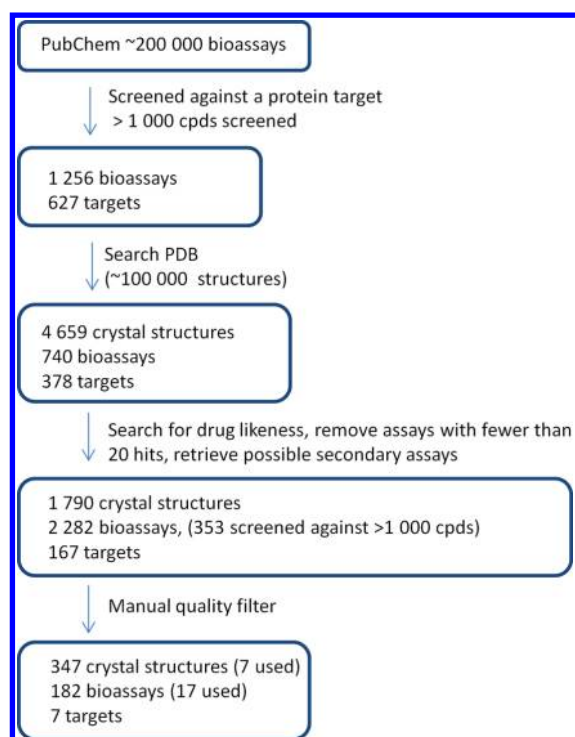 PubChem ~200 000 bioassays
Screened against a protein target
> 1 000 cpds screened
1 256 bioassays
627 targets
Search PDB
(~100 000 structures)
4 659 crystal structures
740 bioassays
378 targets
Search for drug likeness, remove assays with fewer than
20 hits, retrieve possible secondary assays
1 790 crystal structures
2 282 bioassays, (353 screened against >1 000 cpds)
167 targets
Manual quality filter
347 crystal structures (7 used)
182 bioassays (17 used)
7 targets